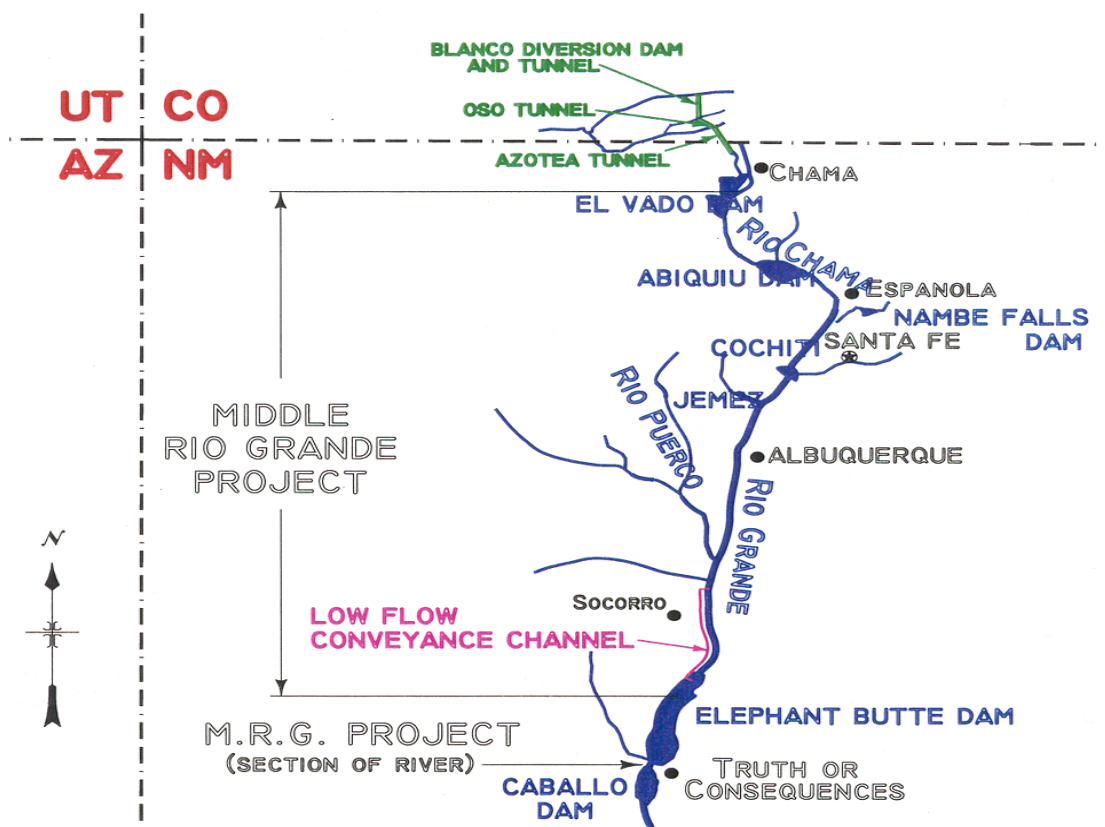 BLANCO DIVERSION DAM
AND TUNNEL
UT CO
OSO TUNNEL
AZ NM
AZOTEA TUNNEL
CHAMA
EL VADO DAM
RIO CHAMA
ABIQUIU DAM
ESPANOLA
NAMBE FALLS
DAM
SANTA FE
COCHITI
RIO PUERCO
JEMEZ
MIDDLE
RIO GRANDE
PROJECT
ALBUQUERQUE
RIO GRANDE
N
SOCORRO
LOW FLOW
CONVEYANCE CHANNEL
ELEPHANT BUTTE DAM
M.R.G. PROJECT
(SECTION OF RIVER)
TRUTH OR
CONSEQUENCES
CABALLO
DAM